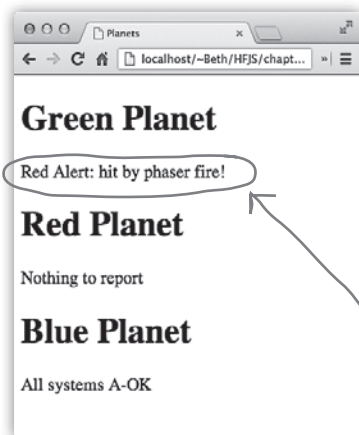 Planets
localhost/~Beth/HFJS/chapt...
Green Planet
Red Alert: hit by phaser fire!
Red Planet
Nothing to report
Blue Planet
All systems A-OK